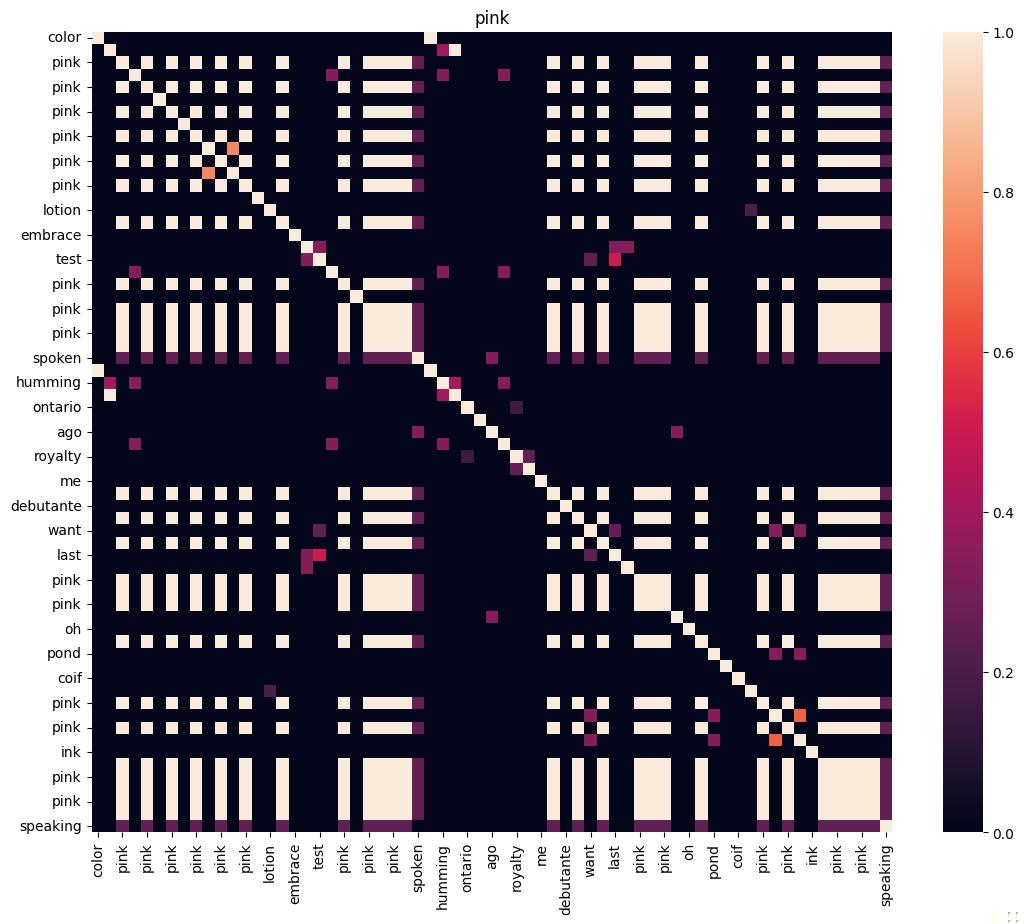 pink
color
pink
pink
pink
pink
pink
pink
lotion
embrace
test
pink
pink
pink
spoken
humming
ontario
ago
royalty
me
debutante
want
last
pink
pink
oh
pond
coif
pink
pink
ink
pink
pink
speaking
color
pink
pink
pink
pink
pink
pink
lotion
embrace
test
pink
pink
pink
spoken
humming
ontario
ago
royalty
me
debutante
want
last
pink
pink
oh
pond
coif
pink
pink
ink
pink
pink
speaking
1.0
0.8
0.6
0.4
0.2
0.0